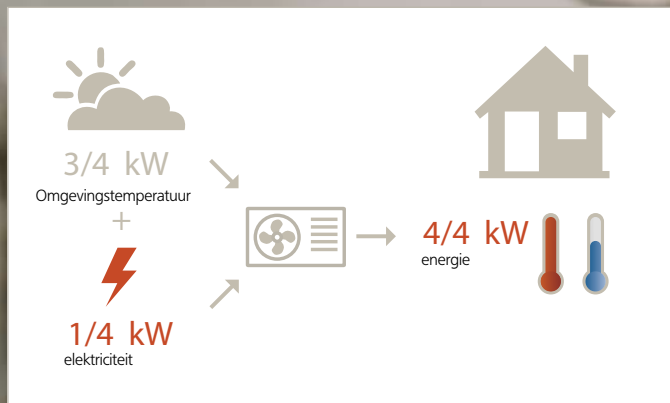 3/4 kW
Omgevingstemperatuur
+
1/4 kW
elektriciteit
4/4 kW
energie